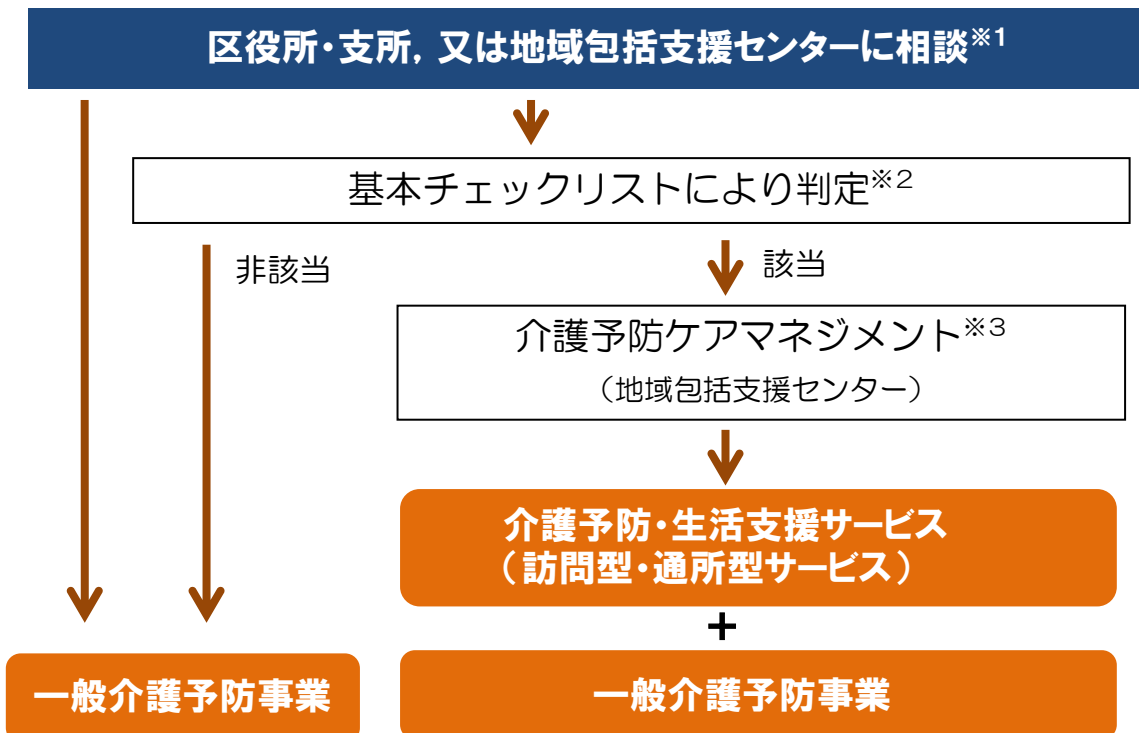 区役所・支所，又は地域包括支援センターに相談※1
基本チェックリストにより判定※2
非該当
該当
介護予防ケアマネジメント※3
（地域包括支援センター）
介護予防・生活支援サービス
（訪問型・通所型サービス）
+
一般介護予防事業
一般介護予防事業